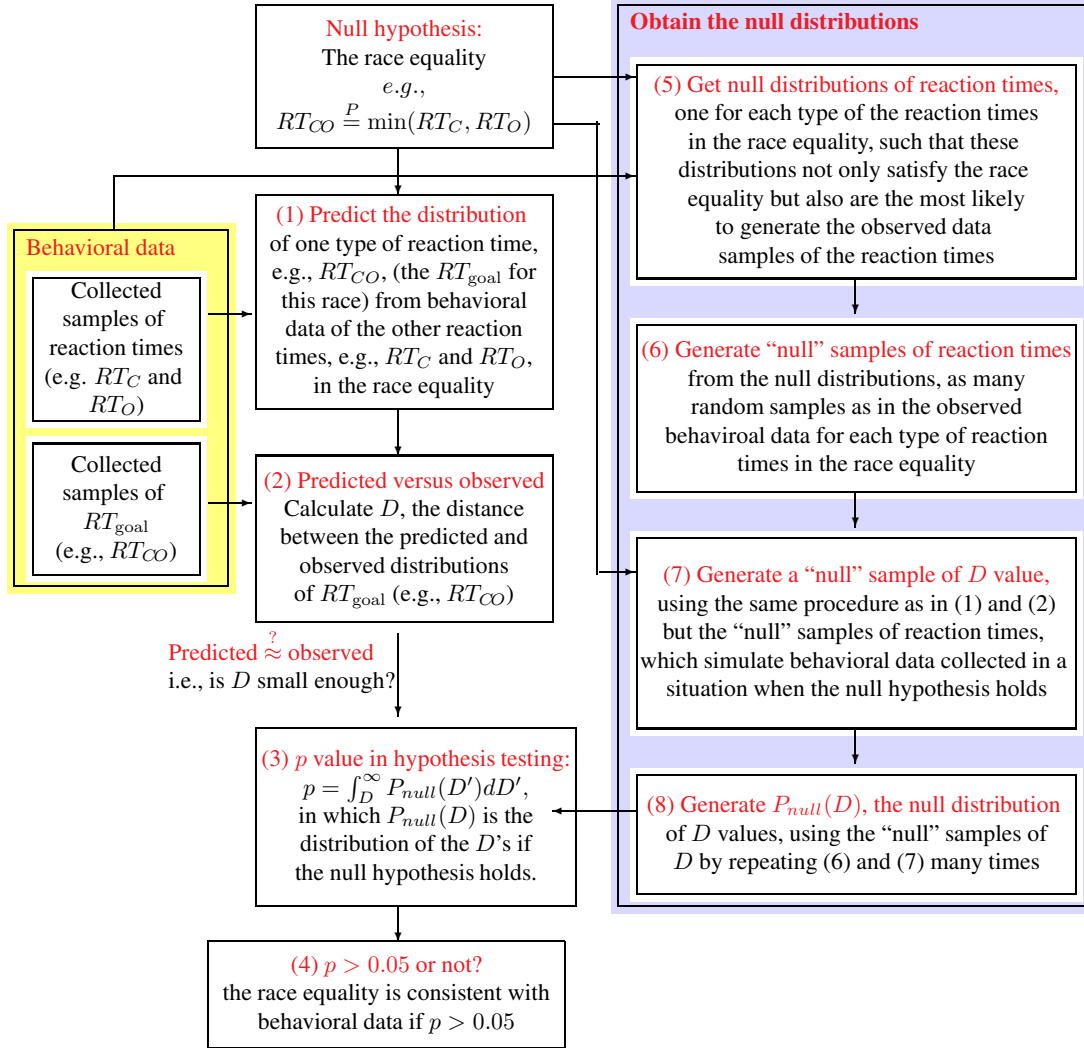 Null hypothesis:
The race equality
e.g.,
RT_CO =^P min(RT_C, RT_O)
Obtain the null distributions
(5) Get null distributions of reaction times,
one for each type of the reaction times
in the race equality, such that these
distributions not only satisfy the race
equality but also are the most likely
to generate the observed data
samples of the reaction times
Behavioral data
Collected
samples of
reaction times
(e.g. RT_C and
RT_O)
Collected
samples of
RT_goal
(e.g., RT_CO)
(1) Predict the distribution
of one type of reaction time,
e.g., RT_CO, (the RT_goal for
this race) from behavioral
data of the other reaction
times, e.g., RT_C and RT_O,
in the race equality
(2) Predicted versus observed
Calculate D, the distance
between the predicted and
observed distributions
of RT_goal (e.g., RT_CO)
Predicted ≈^? observed
i.e., is D small enough?
(3) p value in hypothesis testing:
p = ∫_D^∞ P_null(D′)dD′,
in which P_null(D) is the
distribution of the D's if
the null hypothesis holds.
(4) p > 0.05 or not?
the race equality is consistent with
behavioral data if p > 0.05
(6) Generate “null” samples of reaction times
from the null distributions, as many
random samples as in the observed
behaviroal data for each type of reaction
times in the race equality
(7) Generate a “null” sample of D value,
using the same procedure as in (1) and (2)
but the “null” samples of reaction times,
which simulate behavioral data collected in a
situation when the null hypothesis holds
(8) Generate P_null(D), the null distribution
of D values, using the “null” samples of
D by repeating (6) and (7) many times